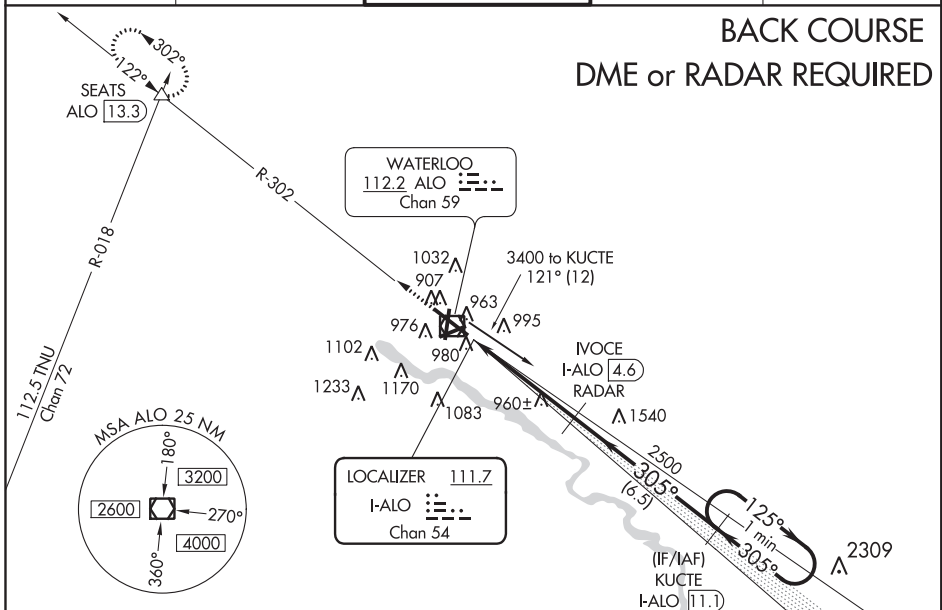 BACK COURSE
DME or RADAR REQUIRED
302°
122°
SEATS
ALO 13.3
R-302
R-018
112.5 TNU
Chan 72
WATERLOO
112.2 ALO
Chan 59
1032
907
3400 to KUCTE
121° (12)
963
976
995
980
1102
IVOCE
I-ALO 4.6
RADAR
1170
1233
1083
960±
1540
MSA ALO 25 NM
180°
3200
2600
270°
4000
360°
LOCALIZER 111.7
I-ALO
Chan 54
2500
305°
(6.5)
125°
1 min
305°
2309
(IF/IAF)
KUCTE
I-ALO 11.1